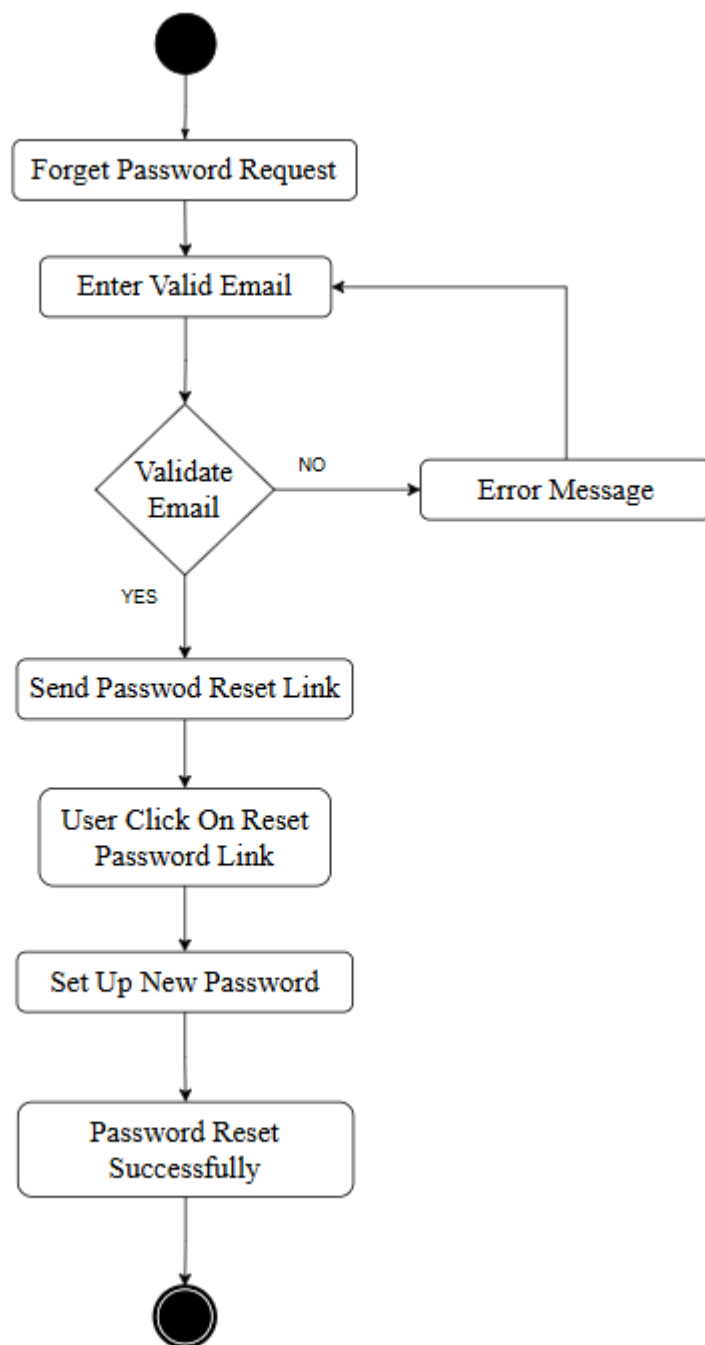 Forget Password Request
Enter Valid Email
Validate
Email
NO
Error Message
YES
Send Passwod Reset Link
User Click On Reset
Password Link
Set Up New Password
Password Reset
Successfully